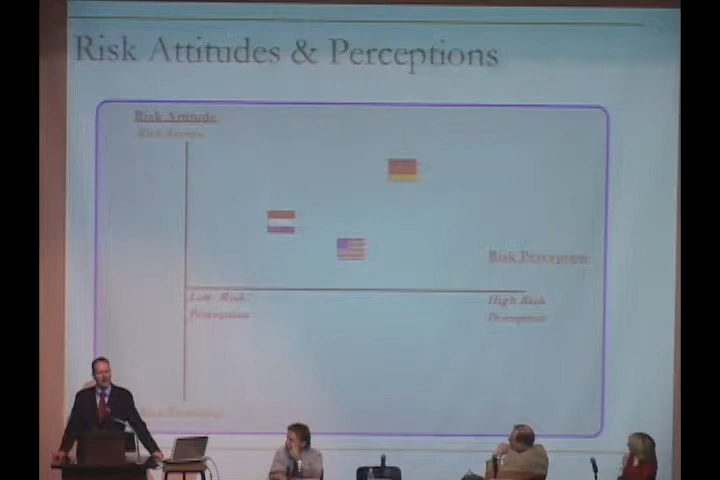 Risk Attitudes & Perceptions
Risk Attitude
Risk Averse
Risk Perception
Low Risk
Perception
High Risk
Perception